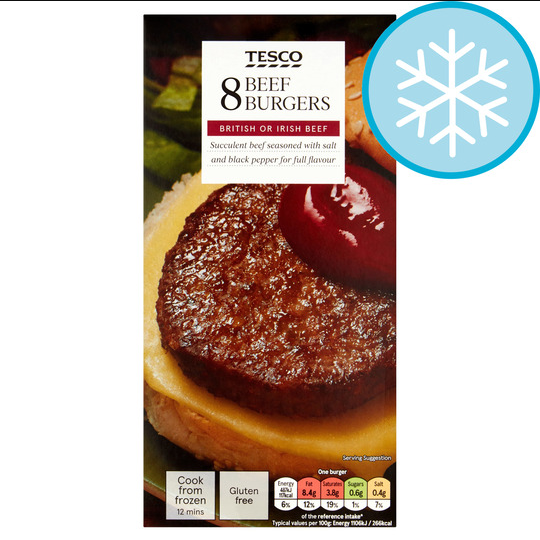 TESCO
8 BEEF
BURGERS
BRITISH OR IRISH BEEF
Succulent beef seasoned with salt
and black pepper for full flavour
Serving Suggestion
One burger
Energy Fat Saturates Sugars Salt
487kJ 8.4g 3.8g 0.6g 0.4g
117kcal
6% 12% 19% 1% 7%
of the reference intake*
Typical values per 100g: Energy 1106kJ / 266kcal
Cook
from
frozen
12 mins
Gluten
free